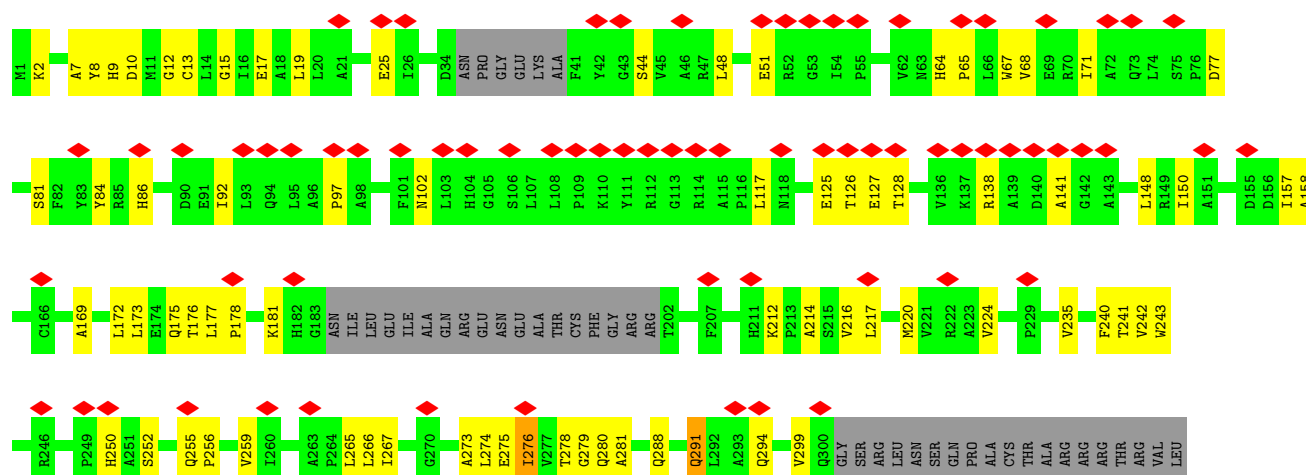 M1 K2 A7 Y8 H9 D10 M11 G12 C13 L14 G15 I16 E17 A18 L19 L20 A21 E25 I26 D34 ASN PRO GLY GLU LYS ALA F41 Y42 G43 S44 V45 A46 R47 L48 E51 R52 G53 I54 P55 V62 N63 H64 P65 L66 W67 V68 E69 R70 I71 A72 Q73 L74 S75 P76 D77
S81 F82 Y83 Y84 R85 H86 D90 E91 I92 L93 Q94 L95 A96 P97 A98 F101 N102 L103 H104 G105 S106 L107 L108 P109 K110 Y111 R112 G113 R114 A115 P116 L117 N118 E125 T126 E127 T128 V136 K137 R138 A139 D140 A141 G142 A143 L148 R149 I150 A151 D155 D156 I157 A158
C166 A169 L172 L173 E174 Q175 T176 L177 P178 K181 H182 G183 ASN ILE LEU GLU ILE ALA GLN ARG GLU ASN GLU ALA THR CYS PHE GLY ARG ARG T202 F207 H211 K212 P213 A214 S215 V216 L217 M220 V221 R222 A223 V224 P229 V235 F240 T241 V242 W243
R246 P249 H250 A251 S252 Q255 P256 V259 I260 A263 P264 L265 L266 I267 G270 A273 L274 E275 I276 V277 T278 G279 Q280 A281 Q288 Q291 L292 A293 Q294 V299 Q300 GLY SER ARG LEU ASN SER GLN PRO ALA CYS THR ALA ARG ARG ARG THR ARG VAL LEU